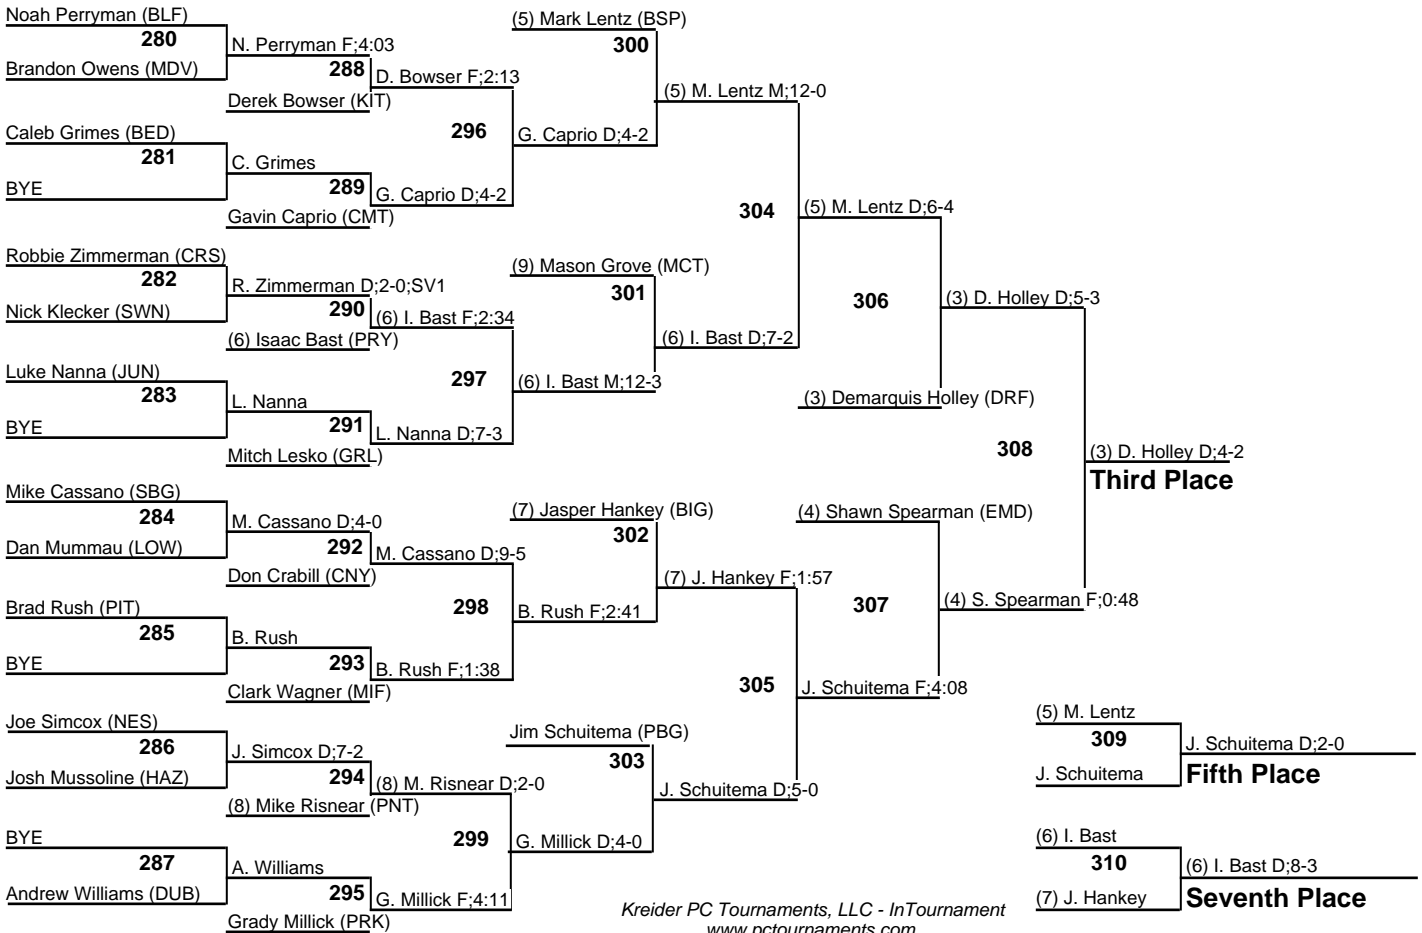 Noah Perryman (BLF)
280
Brandon Owens (MDV)
N. Perryman F;4:03
288
Derek Bowser (KIT)
D. Bowser F;2:13
Caleb Grimes (BED)
281
BYE
C. Grimes
289
Gavin Caprio (CMT)
G. Caprio D;4-2
296
G. Caprio D;4-2
(5) Mark Lentz (BSP)
300
(5) M. Lentz M;12-0
Robbie Zimmerman (CRS)
282
Nick Klecker (SWN)
R. Zimmerman D;2-0;SV1
290
(6) Isaac Bast (PRY)
(6) I. Bast F;2:34
Luke Nanna (JUN)
283
BYE
L. Nanna
291
Mitch Lesko (GRL)
L. Nanna D;7-3
297
(6) I. Bast M;12-3
(9) Mason Grove (MCT)
301
(6) I. Bast D;7-2
304
(5) M. Lentz D;6-4
306
(3) Demarquis Holley (DRF)
(3) D. Holley D;5-3
308
(3) D. Holley D;4-2
Third Place
Mike Cassano (SBG)
284
Dan Mummau (LOW)
M. Cassano D;4-0
292
Don Crabill (CNY)
M. Cassano D;9-5
Brad Rush (PIT)
285
BYE
B. Rush
293
Clark Wagner (MIF)
B. Rush F;1:38
298
B. Rush F;2:41
(7) Jasper Hankey (BIG)
302
(7) J. Hankey F;1:57
Joe Simcox (NES)
286
Josh Mussoline (HAZ)
J. Simcox D;7-2
294
(8) Mike Risnear (PNT)
(8) M. Risnear D;2-0
BYE
287
Andrew Williams (DUB)
A. Williams
295
Grady Millick (PRK)
G. Millick F;4:11
299
G. Millick D;4-0
Jim Schuitema (PBG)
303
J. Schuitema D;5-0
305
J. Schuitema F;4:08
(4) Shawn Spearman (EMD)
307
(4) S. Spearman F;0:48
(5) M. Lentz
309
J. Schuitema
J. Schuitema D;2-0
Fifth Place
(6) I. Bast
310
(7) J. Hankey
(6) I. Bast D;8-3
Seventh Place
Kreider PC Tournaments, LLC - InTournament
www.pctournaments.com